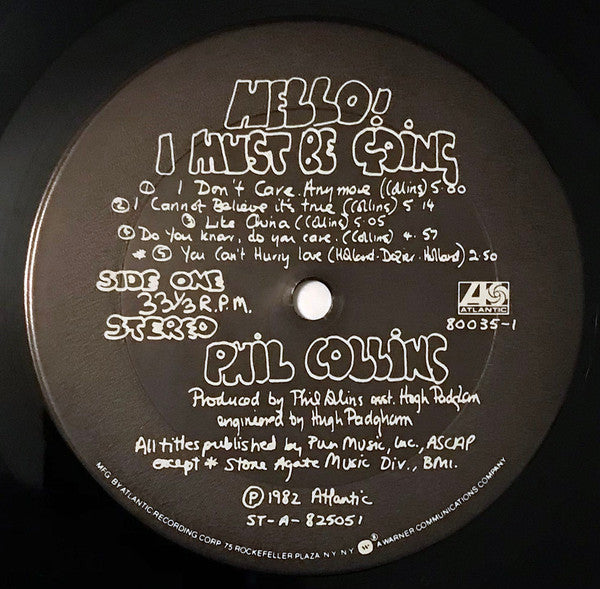 HELLO!
I MUST BE GOING
① I Don't Care Anymore (Collins) 5.00
② I Cannot Believe it's true (Collins) 5 14
③ Like China (Collins) 5.05
④ Do You know, do you care. (Collins) 4.57
* ⑤ You Can't Hurry love (Holland-Dozier-Holland) 2.50
SIDE ONE
33⅓ R.P.M.
STEREO
ATLANTIC
80035-1
PHIL COLLINS
Produced by Phil Collins asst. Hugh Padgham
engineered by Hugh Padgham
All titles published by Pun Music, Inc., ASCAP
except * Stone Agate Music Div., BMI.
Ⓟ 1982 Atlantic
ST-A-825051
MFG. BY ATLANTIC RECORDING CORP. 75 ROCKEFELLER PLAZA NY NY W ® A WARNER COMMUNICATIONS COMPANY